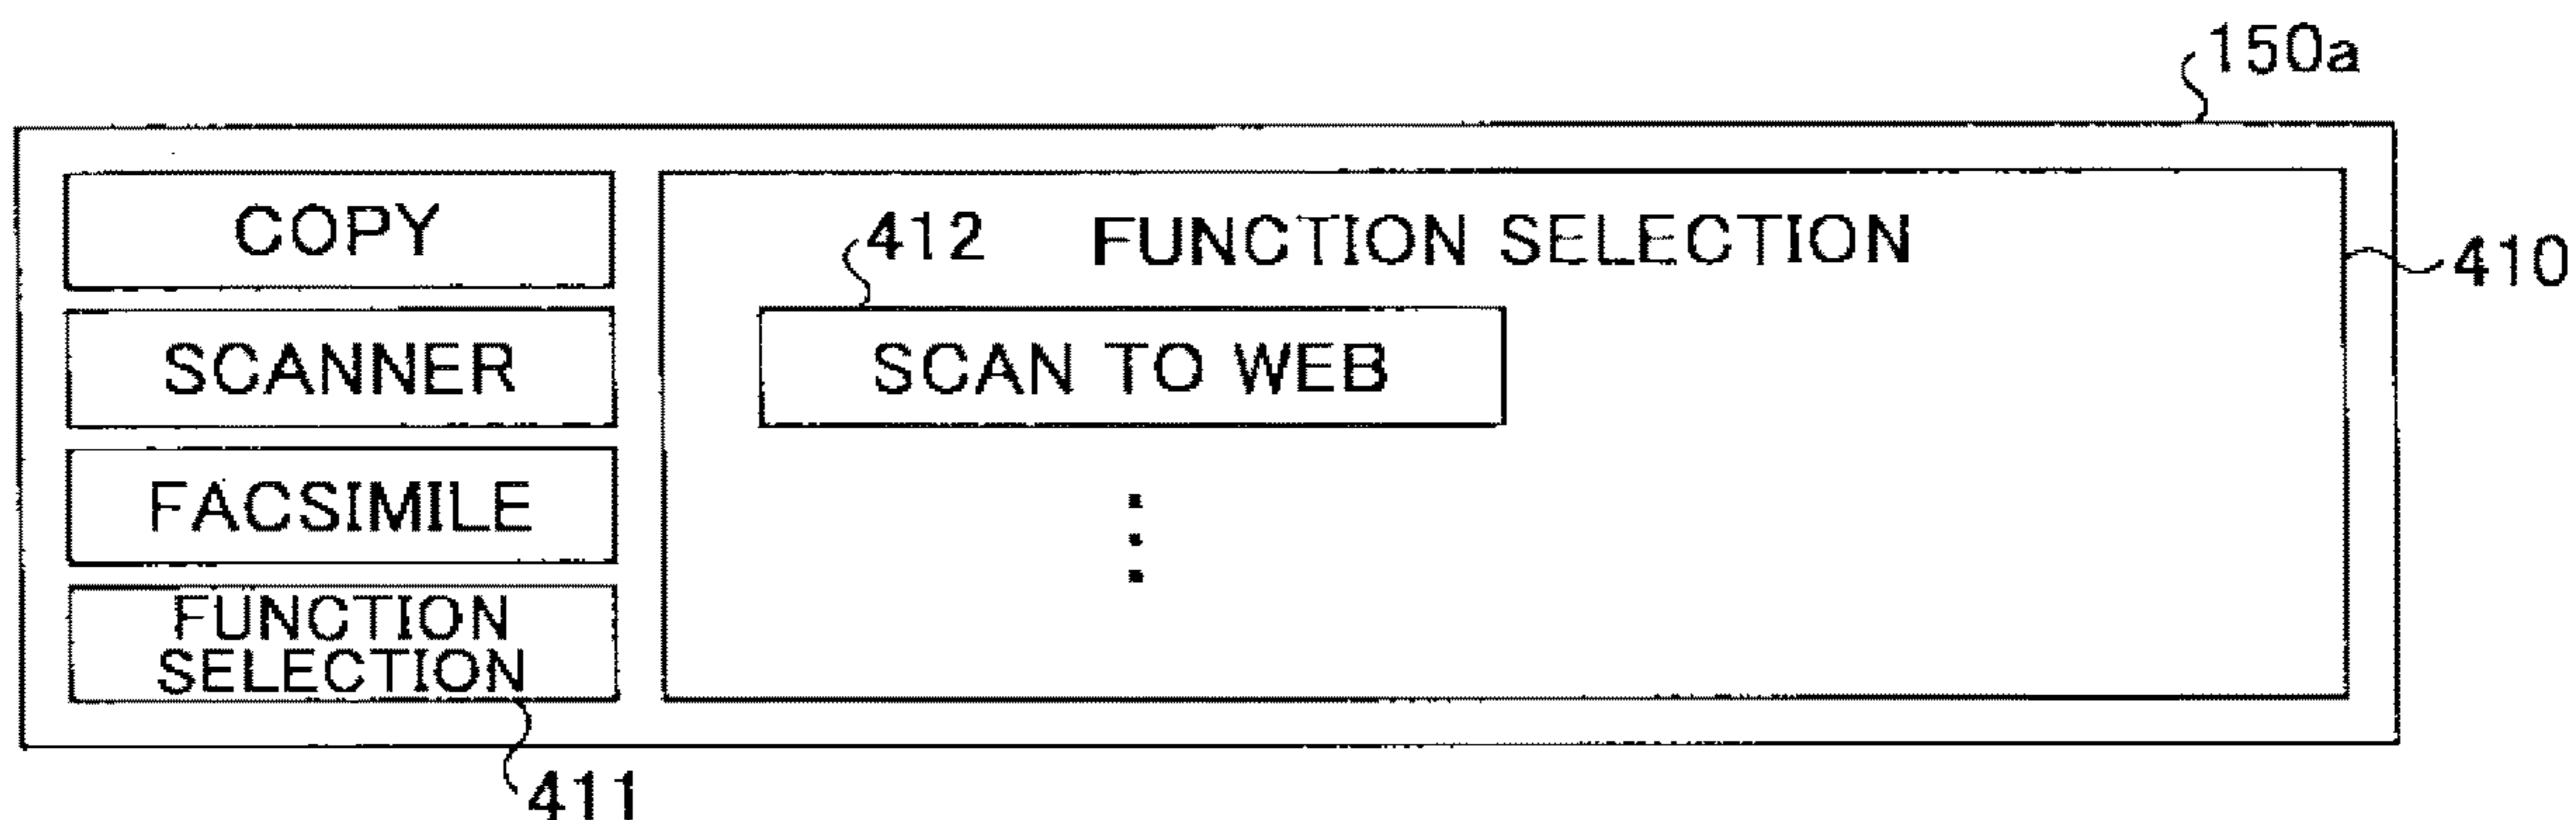 150a
COPY
SCANNER
FACSIMILE
FUNCTION
SELECTION
411
412
FUNCTION SELECTION
410
SCAN TO WEB